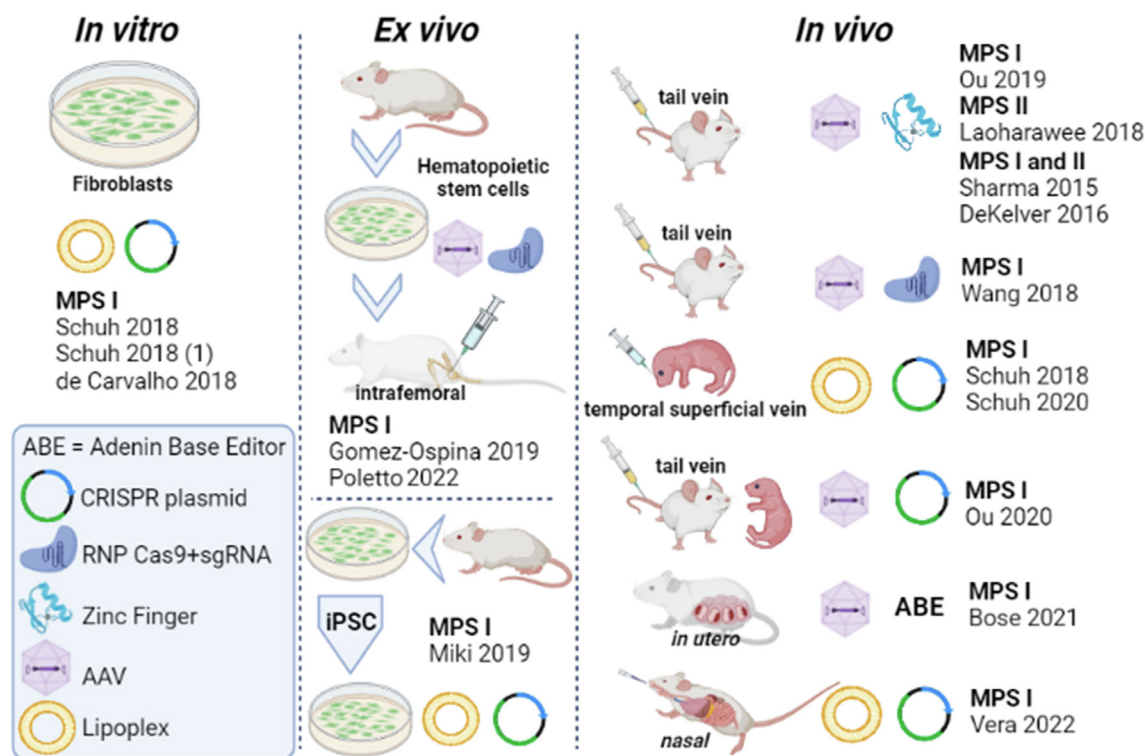 In vitro
Fibroblasts
MPS I
Schuh 2018
Schuh 2018 (1)
de Carvalho 2018
ABE = Adenin Base Editor
CRISPR plasmid
RNP Cas9+sgRNA
Zinc Finger
AAV
Lipoplex
Ex vivo
Hematopoietic
stem cells
intrafemoral
MPS I
Gomez-Ospina 2019
Poletto 2022
iPSC
MPS I
Miki 2019
In vivo
tail vein
MPS I
Ou 2019
MPS II
Laoharawee 2018
MPS I and II
Sharma 2015
DeKelver 2016
tail vein
MPS I
Wang 2018
temporal superficial vein
MPS I
Schuh 2018
Schuh 2020
tail vein
MPS I
Ou 2020
in utero
ABE
MPS I
Bose 2021
nasal
MPS I
Vera 2022